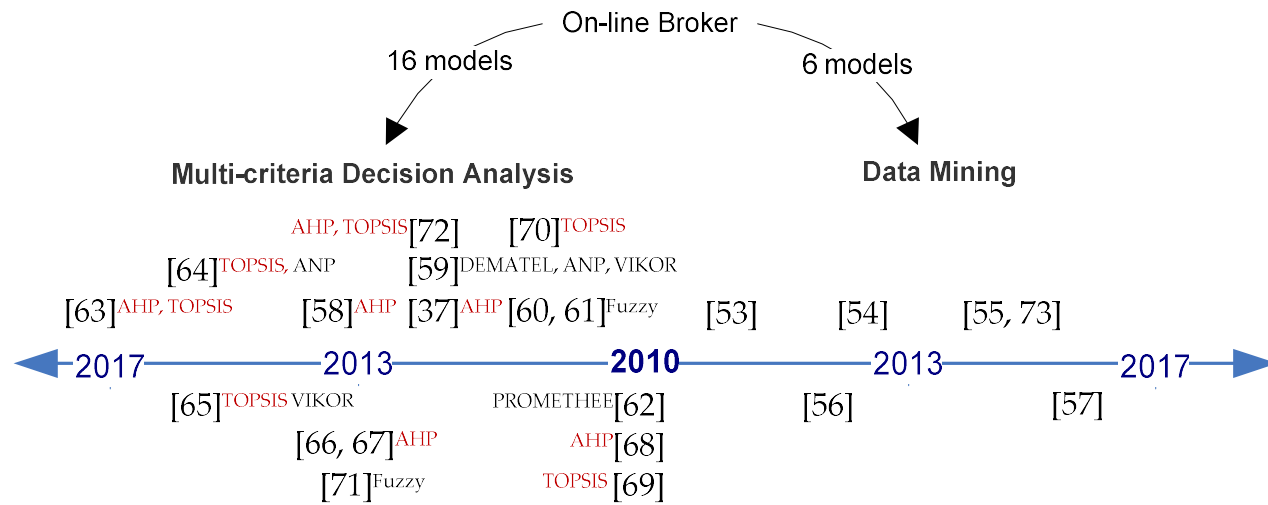 On-line Broker
16 models
6 models
Multi-criteria Decision Analysis
Data Mining
AHP, TOPSIS[72] [70]TOPSIS
[64]TOPSIS, ANP [59]DEMATEL, ANP, VIKOR
[63]AHP, TOPSIS [58]AHP [37]AHP [60, 61]Fuzzy [53] [54] [55, 73]
2017 2013 2010 2013 2017
[65]TOPSIS VIKOR PROMETHEE[62] [56] [57]
[66, 67]AHP AHP[68]
[71]Fuzzy TOPSIS[69]